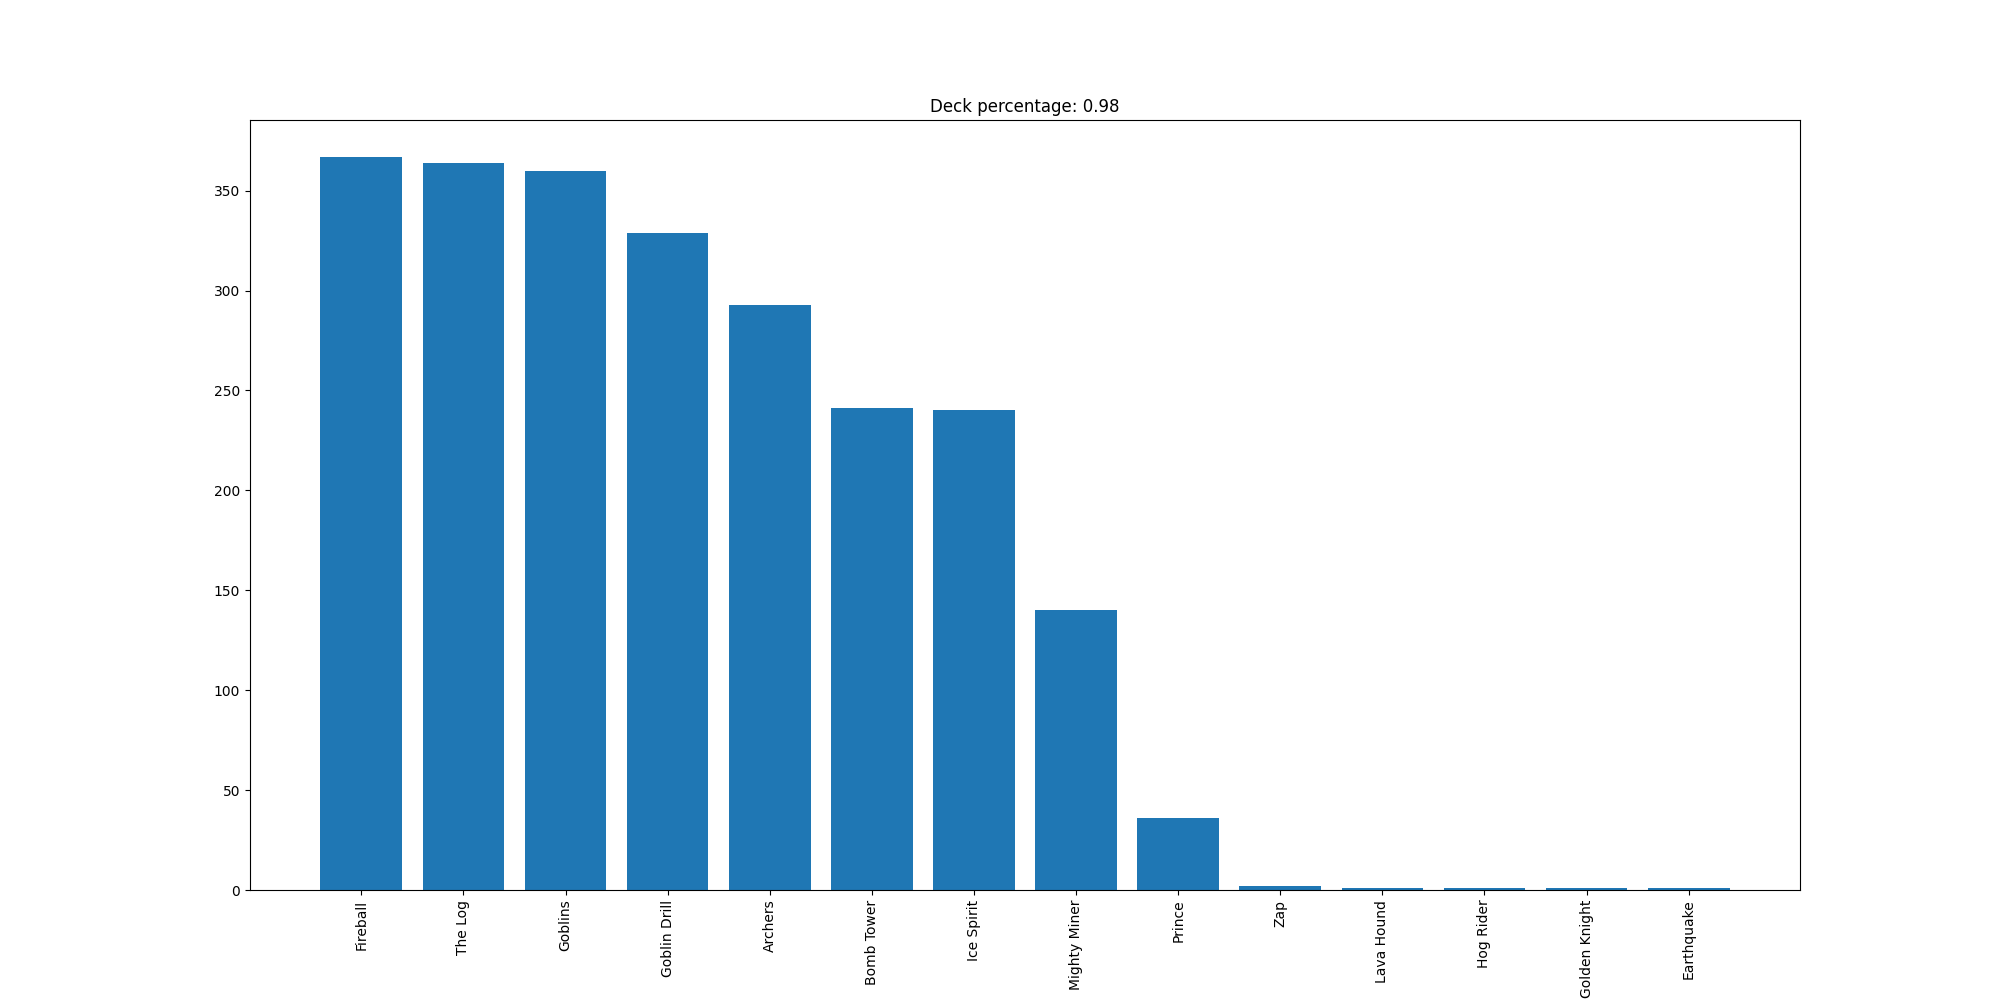 Deck percentage: 0.98
350
300
250
200
150
100
50
0
Fireball
The Log
Goblins
Goblin Drill
Archers
Bomb Tower
Ice Spirit
Mighty Miner
Prince
Zap
Lava Hound
Hog Rider
Golden Knight
Earthquake